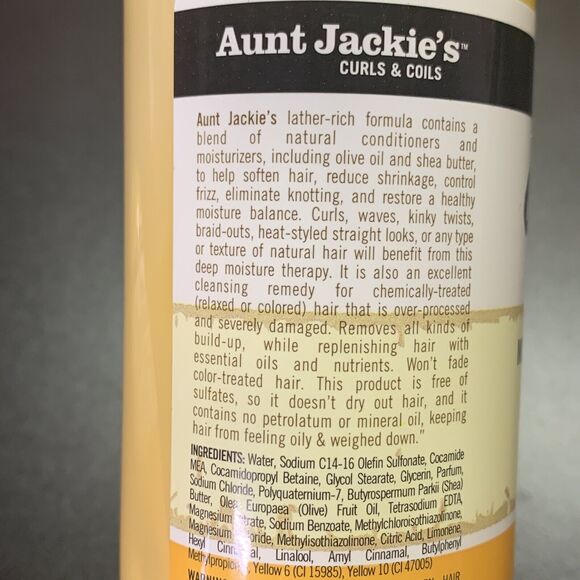 Aunt Jackie's™
CURLS & COILS
Aunt Jackie's lather-rich formula contains a
blend of natural conditioners and
moisturizers, including olive oil and shea butter,
to help soften hair, reduce shrinkage, control
frizz, eliminate knotting, and restore a healthy
moisture balance. Curls, waves, kinky twists,
braid-outs, heat-styled straight looks, or any type
or texture of natural hair will benefit from this
deep moisture therapy. It is also an excellent
cleansing remedy for chemically-treated
(relaxed or colored) hair that is over-processed
and severely damaged. Removes all kinds of
build-up, while replenishing hair with
essential oils and nutrients. Won't fade
color-treated hair. This product is free of
sulfates, so it doesn't dry out hair, and it
contains no petrolatum or mineral oil, keeping
hair from feeling oily & weighed down."
INGREDIENTS: Water, Sodium C14-16 Olefin Sulfonate, Cocamide
MEA, Cocamidopropyl Betaine, Glycol Stearate, Glycerin, Parfum,
Sodium Chloride, Polyquaternium-7, Butyrospermum Parkii (Shea)
Butter, Olea Europaea (Olive) Fruit Oil, Tetrasodium EDTA,
Magnesium Nitrate, Sodium Benzoate, Methylchloroisothiazolinone,
Magnesium Chloride, Methylisothiazolinone, Citric Acid, Limonene,
Hexyl Cinnamal, Linalool, Amyl Cinnamal, Butylphenyl
Methylpropional, Yellow 6 (CI 15985), Yellow 10 (CI 47005)
HAIR